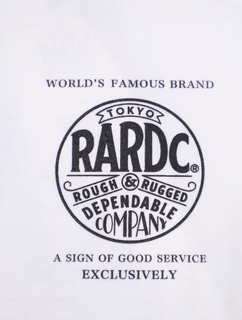 WORLD'S FAMOUS BRAND
TOKYO
RARDC®
ROUGH & RUGGED
DEPENDABLE
COMPANY
A SIGN OF GOOD SERVICE
EXCLUSIVELY